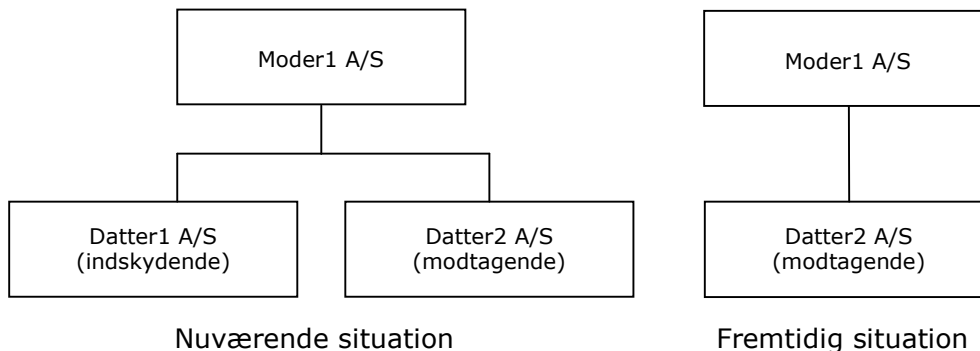 Moder1 A/S
Datter1 A/S
(indskydende)
Datter2 A/S
(modtagende)
Nuværende situation
Moder1 A/S
Datter2 A/S
(modtagende)
Fremtidig situation